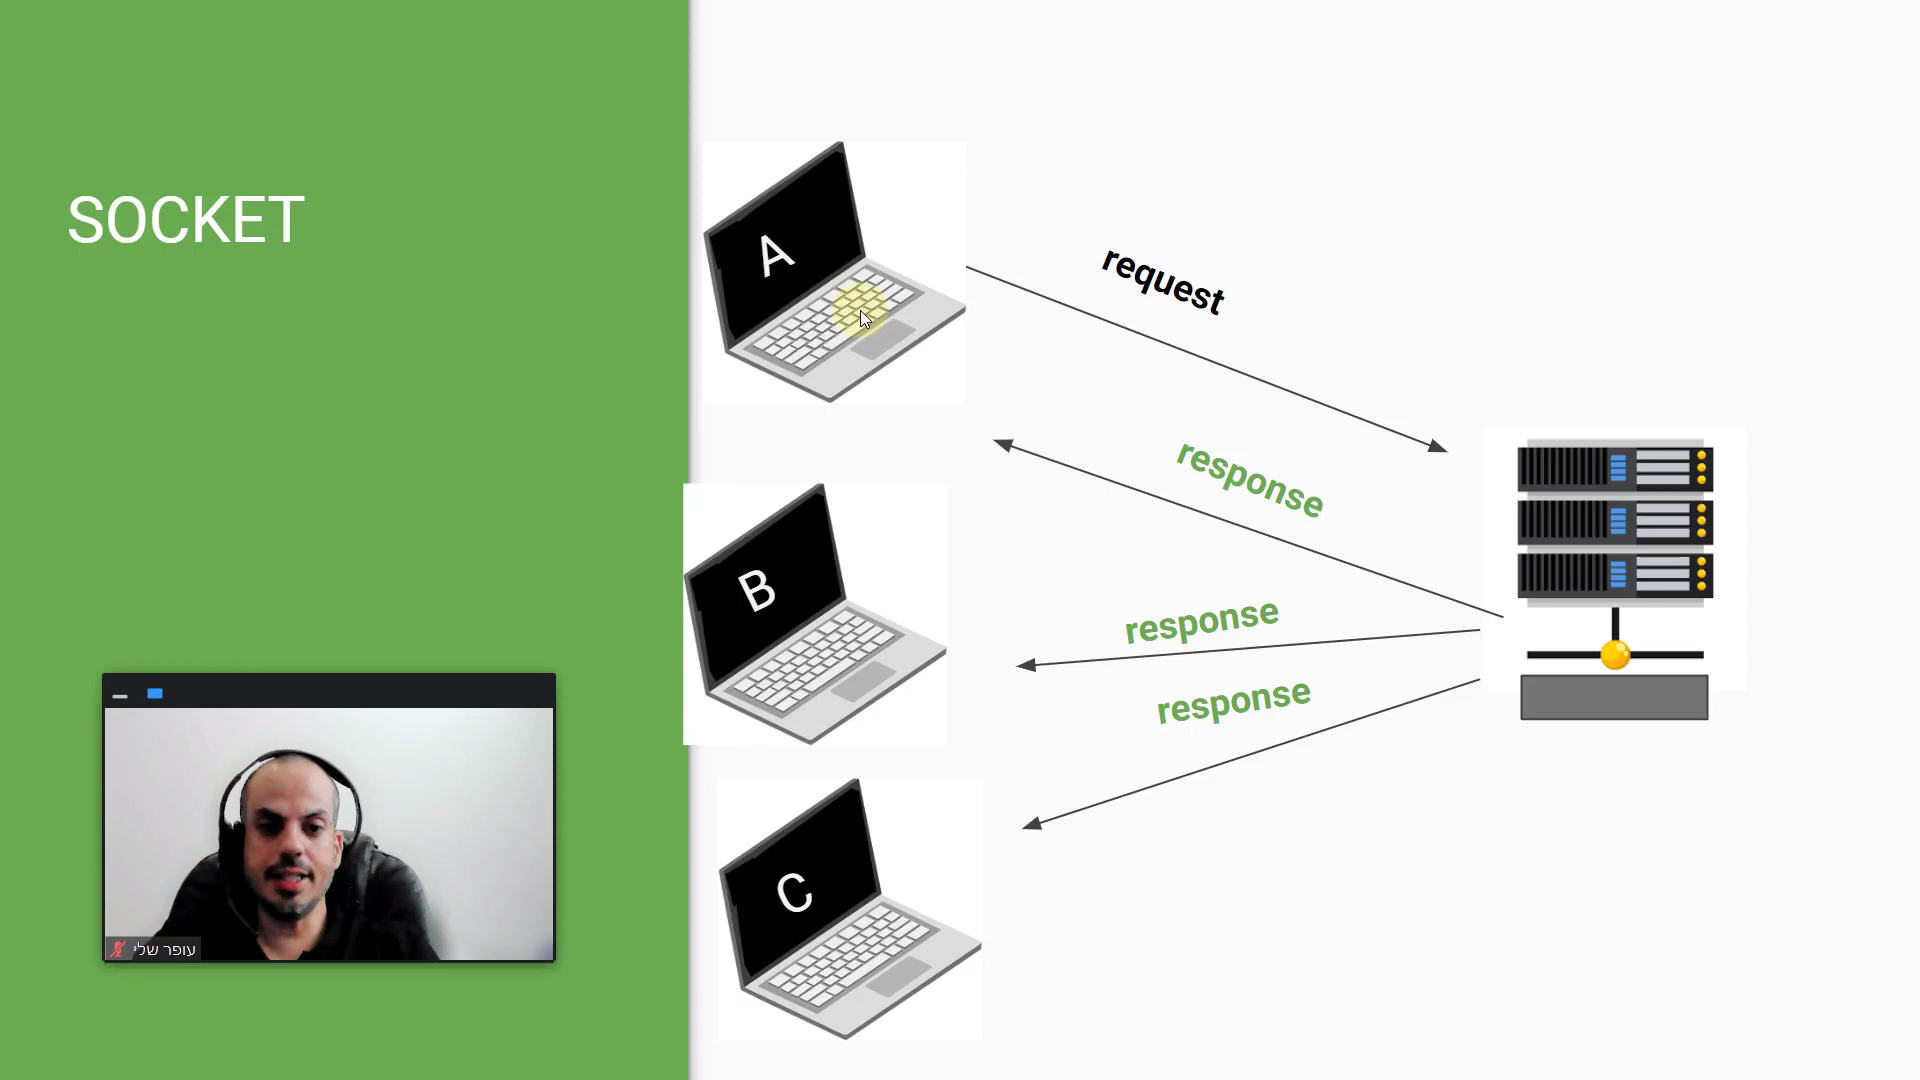 SOCKET
A
request
response
B
response
response
C
עופר שלי